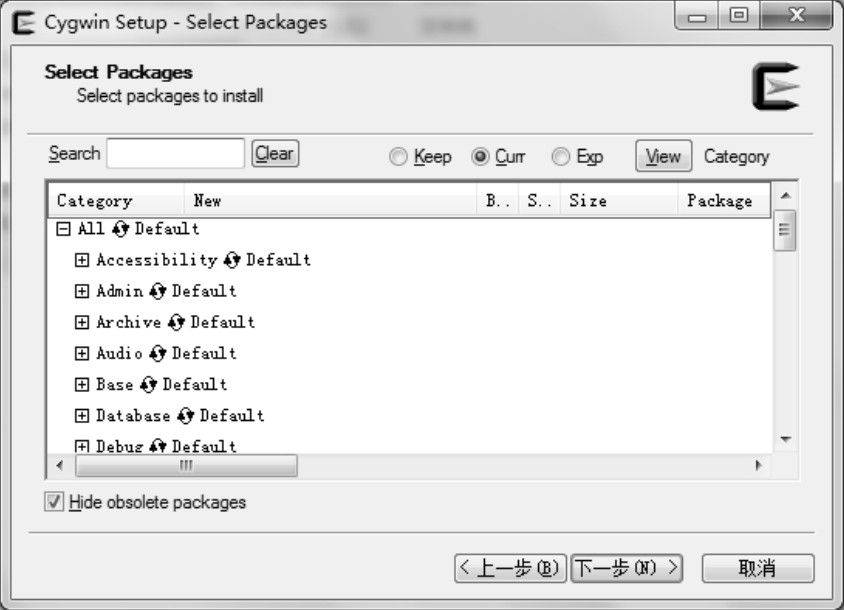 Cygwin Setup - Select Packages
Select Packages
Select packages to install
Search Clear Keep Curr Exp View Category
Category New B.. S.. Size Package
All Default
Accessibility Default
Admin Default
Archive Default
Audio Default
Base Default
Database Default
Debug Default
Hide obsolete packages
< 上一步(B) 下一步(N) > 取消